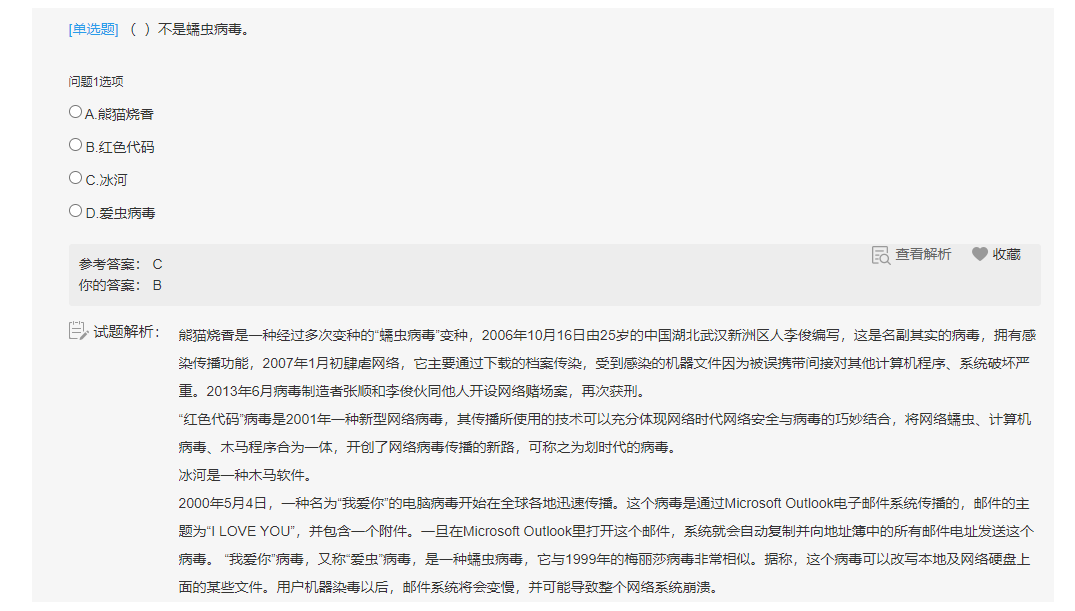 [单选题] （ ）不是蠕虫病毒。
问题1选项
A.熊猫烧香
B.红色代码
C.冰河
D.爱虫病毒
查看解析 收藏
参考答案： C
你的答案： B
试题解析：
熊猫烧香是一种经过多次变种的“蠕虫病毒”变种，2006年10月16日由25岁的中国湖北武汉新洲区人李俊编写，这是名副其实的病毒，拥有感
染传播功能，2007年1月初肆虐网络，它主要通过下载的档案传染，受到感染的机器文件因为被误携带间接对其他计算机程序、系统破坏严
重。2013年6月病毒制造者张顺和李俊伙同他人开设网络赌场案，再次获刑。
“红色代码”病毒是2001年一种新型网络病毒，其传播所使用的技术可以充分体现网络时代网络安全与病毒的巧妙结合，将网络蠕虫、计算机
病毒、木马程序合为一体，开创了网络病毒传播的新路，可称之为划时代的病毒。
冰河是一种木马软件。
2000年5月4日，一种名为“我爱你”的电脑病毒开始在全球各地迅速传播。这个病毒是通过Microsoft Outlook电子邮件系统传播的，邮件的主
题为“I LOVE YOU”，并包含一个附件。一旦在Microsoft Outlook里打开这个邮件，系统就会自动复制并向地址簿中的所有邮件电址发送这个
病毒。 “我爱你”病毒，又称“爱虫”病毒，是一种蠕虫病毒，它与1999年的梅丽莎病毒非常相似。据称，这个病毒可以改写本地及网络硬盘上
面的某些文件。用户机器染毒以后，邮件系统将会变慢，并可能导致整个网络系统崩溃。